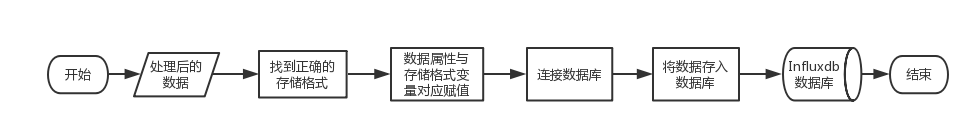 开始
处理后的
数据
找到正确的
存储格式
数据属性与
存储格式变
量对应赋值
连接数据库
将数据存入
数据库
Influxdb
数据库
结束